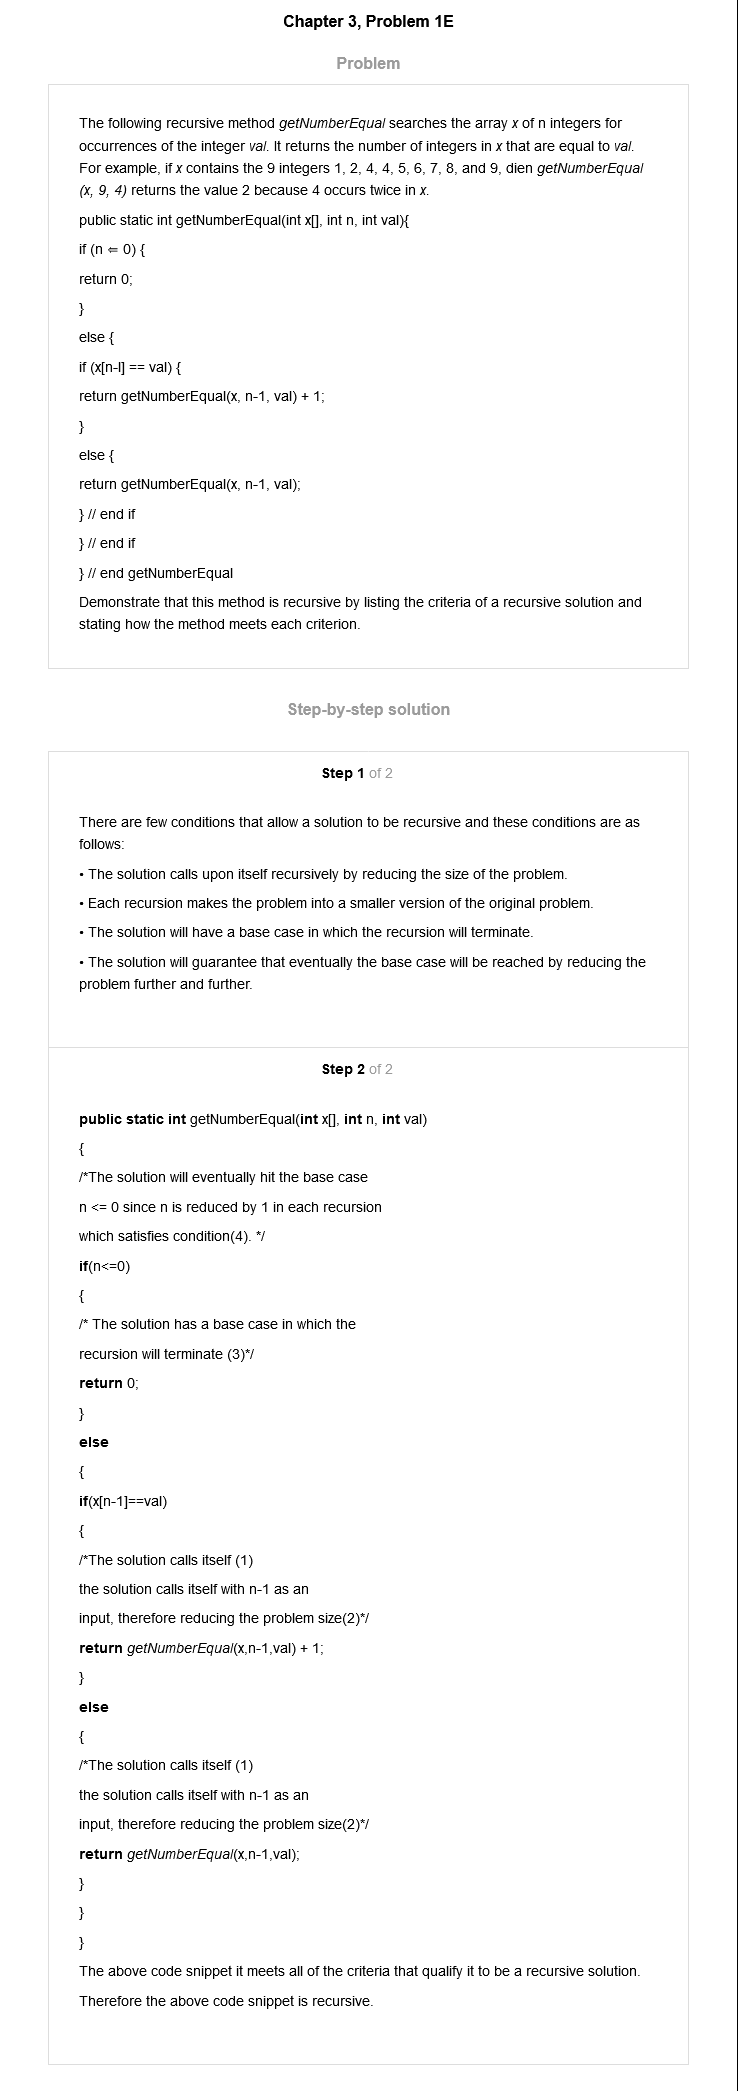 Chapter 3, Problem 1E
Problem
The following recursive method getNumberEqual searches the array x of n integers for
occurrences of the integer val. It returns the number of integers in x that are equal to val.
For example, if x contains the 9 integers 1, 2, 4, 4, 5, 6, 7, 8, and 9, dien getNumberEqual
(x, 9, 4) returns the value 2 because 4 occurs twice in x.
public static int getNumberEqual(int x[], int n, int val){
if (n ⇐ 0) {
return 0;
}
else {
if (x[n-l] == val) {
return getNumberEqual(x, n-1, val) + 1;
}
else {
return getNumberEqual(x, n-1, val);
} // end if
} // end if
} // end getNumberEqual
Demonstrate that this method is recursive by listing the criteria of a recursive solution and
stating how the method meets each criterion.
Step-by-step solution
Step 1 of 2
There are few conditions that allow a solution to be recursive and these conditions are as
follows:
• The solution calls upon itself recursively by reducing the size of the problem.
• Each recursion makes the problem into a smaller version of the original problem.
• The solution will have a base case in which the recursion will terminate.
• The solution will guarantee that eventually the base case will be reached by reducing the
problem further and further.
Step 2 of 2
public static int getNumberEqual(int x[], int n, int val)
{
/*The solution will eventually hit the base case
n <= 0 since n is reduced by 1 in each recursion
which satisfies condition(4). */
if(n<=0)
{
/* The solution has a base case in which the
recursion will terminate (3)*/
return 0;
}
else
{
if(x[n-1]==val)
{
/*The solution calls itself (1)
the solution calls itself with n-1 as an
input, therefore reducing the problem size(2)*/
return getNumberEqual(x,n-1,val) + 1;
}
else
{
/*The solution calls itself (1)
the solution calls itself with n-1 as an
input, therefore reducing the problem size(2)*/
return getNumberEqual(x,n-1,val);
}
}
}
The above code snippet it meets all of the criteria that qualify it to be a recursive solution.
Therefore the above code snippet is recursive.